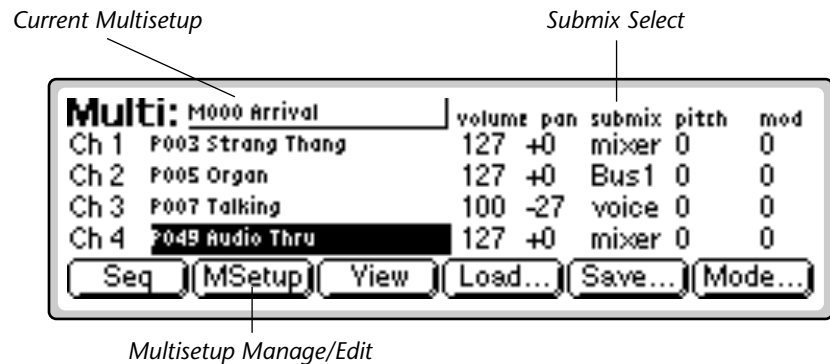 Current Multisetup Submix Select
Multi: M000 Arrival volume pan submix pitch mod
Ch 1 P003 Strang Thang 127 +0 mixer 0 0
Ch 2 P005 Organ 127 +0 Bus1 0 0
Ch 3 P007 Talking 100 -27 voice 0 0
Ch 4 P049 Audio Thru 127 +0 mixer 0 0
Seq MSetup View Load... Save... Mode...
Multisetup Manage/Edit